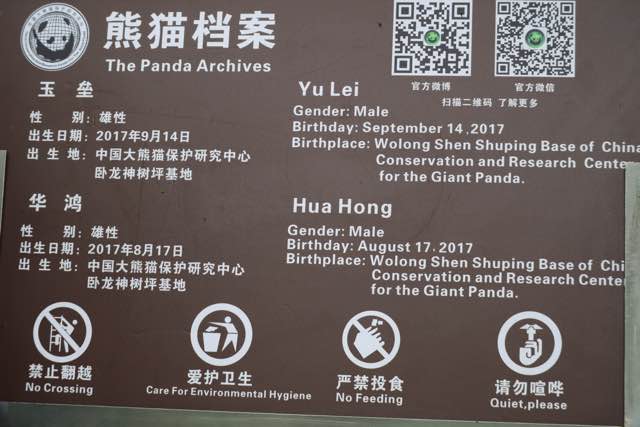 熊猫档案
The Panda Archives
官方微博
官方微信
扫描二维码 了解更多
玉 垒
性 别：雄性
出生日期：2017年9月14日
出 生 地：中国大熊猫保护研究中心
卧龙神树坪基地
Yu Lei
Gender: Male
Birthday: September 14, 2017
Birthplace: Wolong Shen Shuping Base of China
Conservation and Research Cente
for the Giant Panda.
华 鸿
性 别：雄性
出生日期：2017年8月17日
出 生 地：中国大熊猫保护研究中心
卧龙神树坪基地
Hua Hong
Gender: Male
Birthday: August 17, 2017
Birthplace: Wolong Shen Shuping Base of Chi
Conservation and Research Center
for the Giant Panda.
禁止翻越
No Crossing
爱护卫生
Care For Environmental Hygiene
严禁投食
No Feeding
请勿喧哗
Quiet,please